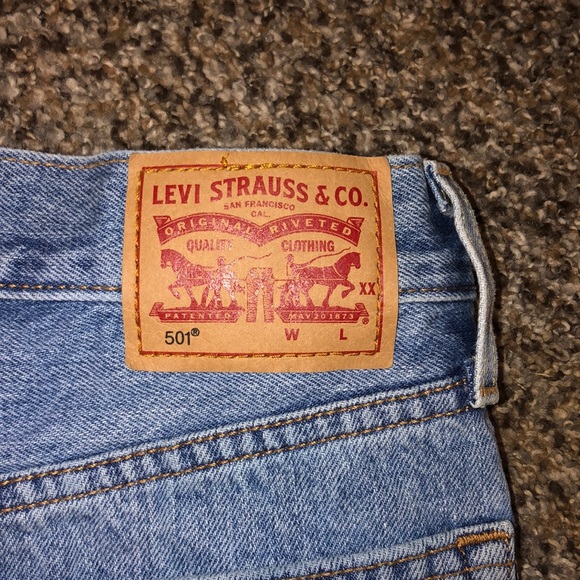 LEVI STRAUSS & CO.
SAN FRANCISCO
CAL.
ORIGINAL RIVETED
QUALITY CLOTHING
XX
PATENTED MAY 20 1873
®
501® W L